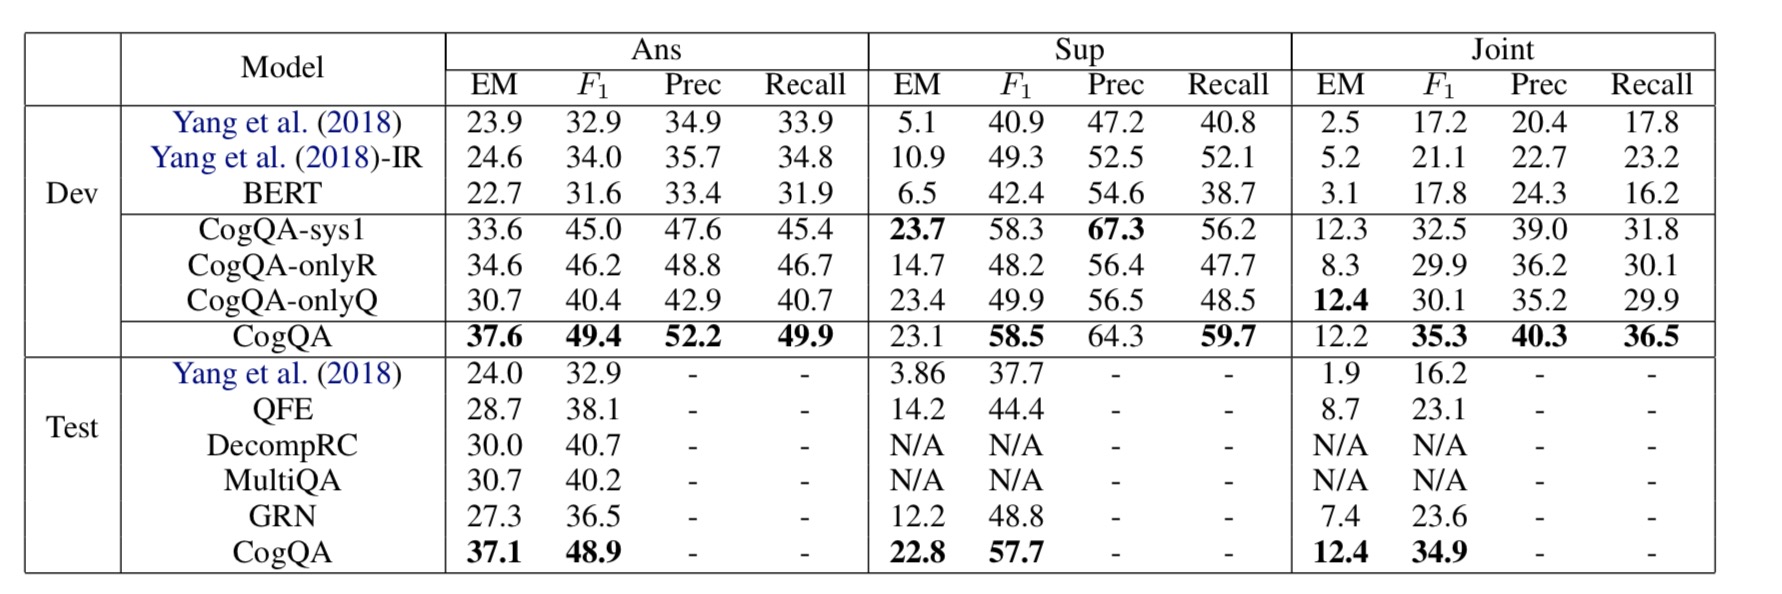 Model Ans Sup Joint
EM F1 Prec Recall EM F1 Prec Recall EM F1 Prec Recall
Dev
Yang et al. (2018) 23.9 32.9 34.9 33.9 5.1 40.9 47.2 40.8 2.5 17.2 20.4 17.8
Yang et al. (2018)-IR 24.6 34.0 35.7 34.8 10.9 49.3 52.5 52.1 5.2 21.1 22.7 23.2
BERT 22.7 31.6 33.4 31.9 6.5 42.4 54.6 38.7 3.1 17.8 24.3 16.2
CogQA-sys1 33.6 45.0 47.6 45.4 23.7 58.3 67.3 56.2 12.3 32.5 39.0 31.8
CogQA-onlyR 34.6 46.2 48.8 46.7 14.7 48.2 56.4 47.7 8.3 29.9 36.2 30.1
CogQA-onlyQ 30.7 40.4 42.9 40.7 23.4 49.9 56.5 48.5 12.4 30.1 35.2 29.9
CogQA 37.6 49.4 52.2 49.9 23.1 58.5 64.3 59.7 12.2 35.3 40.3 36.5
Test
Yang et al. (2018) 24.0 32.9 - - 3.86 37.7 - - 1.9 16.2 - -
QFE 28.7 38.1 - - 14.2 44.4 - - 8.7 23.1 - -
DecompRC 30.0 40.7 - - N/A N/A - - N/A N/A - -
MultiQA 30.7 40.2 - - N/A N/A - - N/A N/A - -
GRN 27.3 36.5 - - 12.2 48.8 - - 7.4 23.6 - -
CogQA 37.1 48.9 - - 22.8 57.7 - - 12.4 34.9 - -